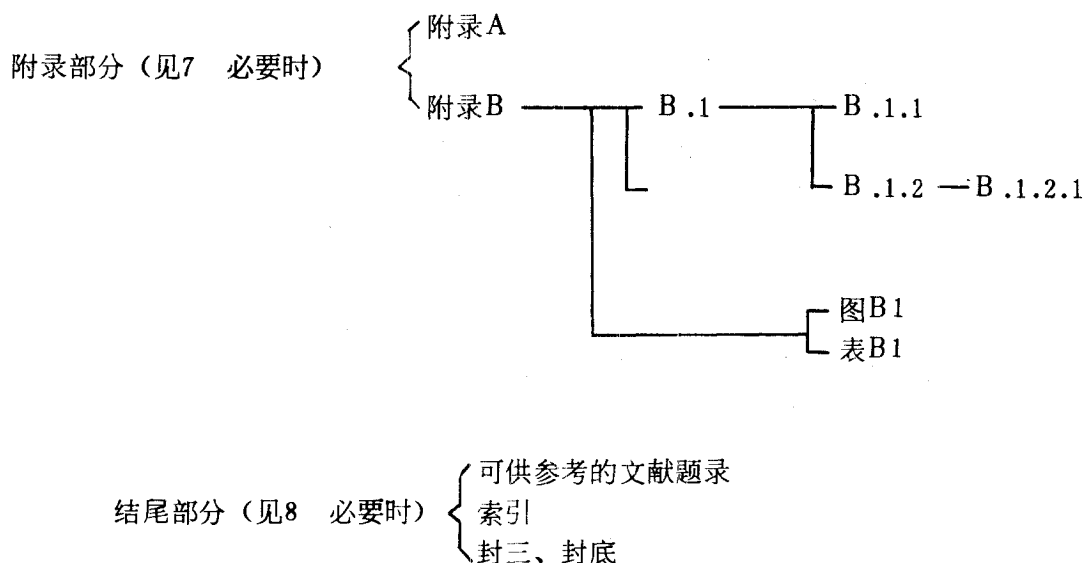 附录A
附录部分（见7 必要时）
附录B B.1 B.1.1
B.1.2 B.1.2.1
图B1
表B1
可供参考的文献题录
结尾部分（见8 必要时）
索引
封三、封底